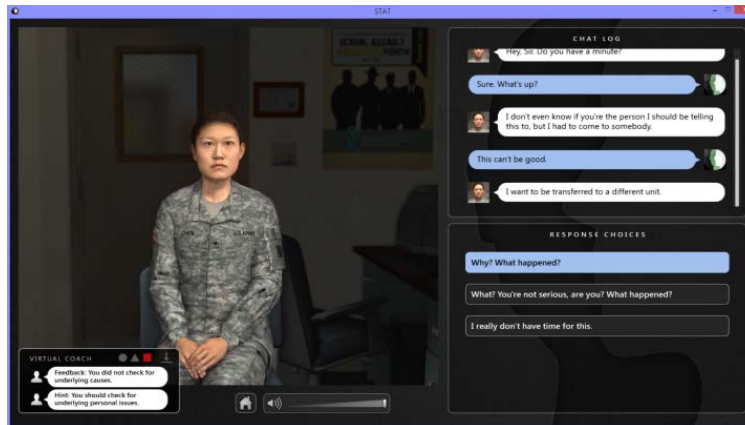 STAT
SEXUAL ASSAULT
MONTH
CHAT LOG
Hey, Sir. Do you have a minute?
Sure. What's up?
I don't even know if you're the person I should be telling
this to, but I had to come to somebody.
This can't be good.
I want to be transferred to a different unit.
RESPONSE CHOICES
Why? What happened?
What? You're not serious, are you? What happened?
I really don't have time for this.
U.S. ARMY
VIRTUAL COACH
Feedback: You did not check for
underlying causes.
Hint: You should check for
underlying personal issues.